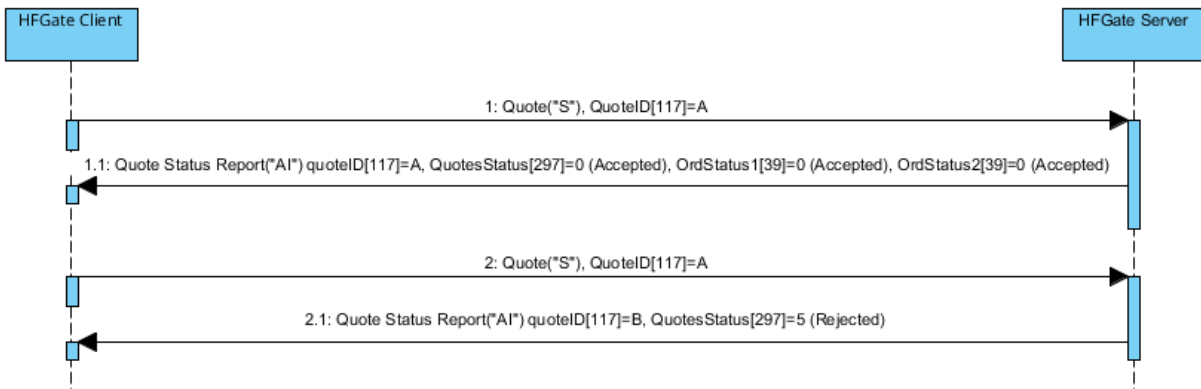 HFGate Client
HFGate Server
1: Quote("S"), QuoteID[117]=A
1.1: Quote Status Report("AI") quoteID[117]=A, QuotesStatus[297]=0 (Accepted), OrdStatus1[39]=0 (Accepted), OrdStatus2[39]=0 (Accepted)
2: Quote("S"), QuoteID[117]=A
2.1: Quote Status Report("AI") quoteID[117]=B, QuotesStatus[297]=5 (Rejected)